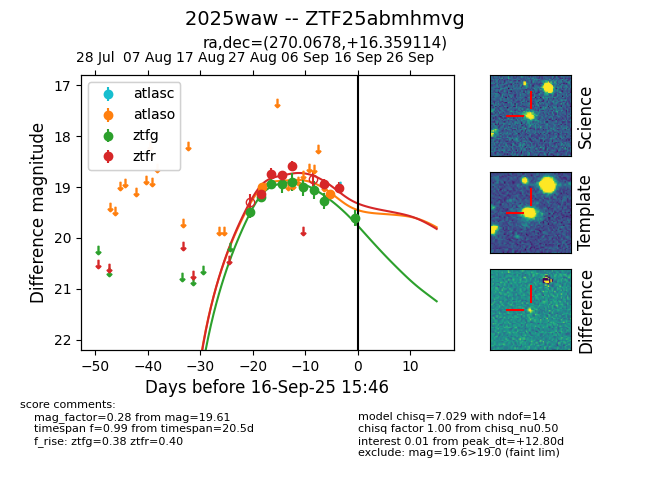 2025waw -- ZTF25abmhmvg
ra,dec=(270.0678,+16.359114)
28 Jul 07 Aug 17 Aug 27 Aug 06 Sep 16 Sep 26 Sep
atlasc
atlaso
ztfg
ztfr
17
18
19
20
21
22
Difference magnitude
−50 −40 −30 −20 −10 0 10
Days before 16-Sep-25 15:46
Science
Template
Difference
score comments:
mag_factor=0.28 from mag=19.61
timespan f=0.99 from timespan=20.5d
f_rise: ztfg=0.38 ztfr=0.40
model chisq=7.029 with ndof=14
chisq factor 1.00 from chisq_nu0.50
interest 0.01 from peak_dt=+12.80d
exclude: mag=19.6>19.0 (faint lim)